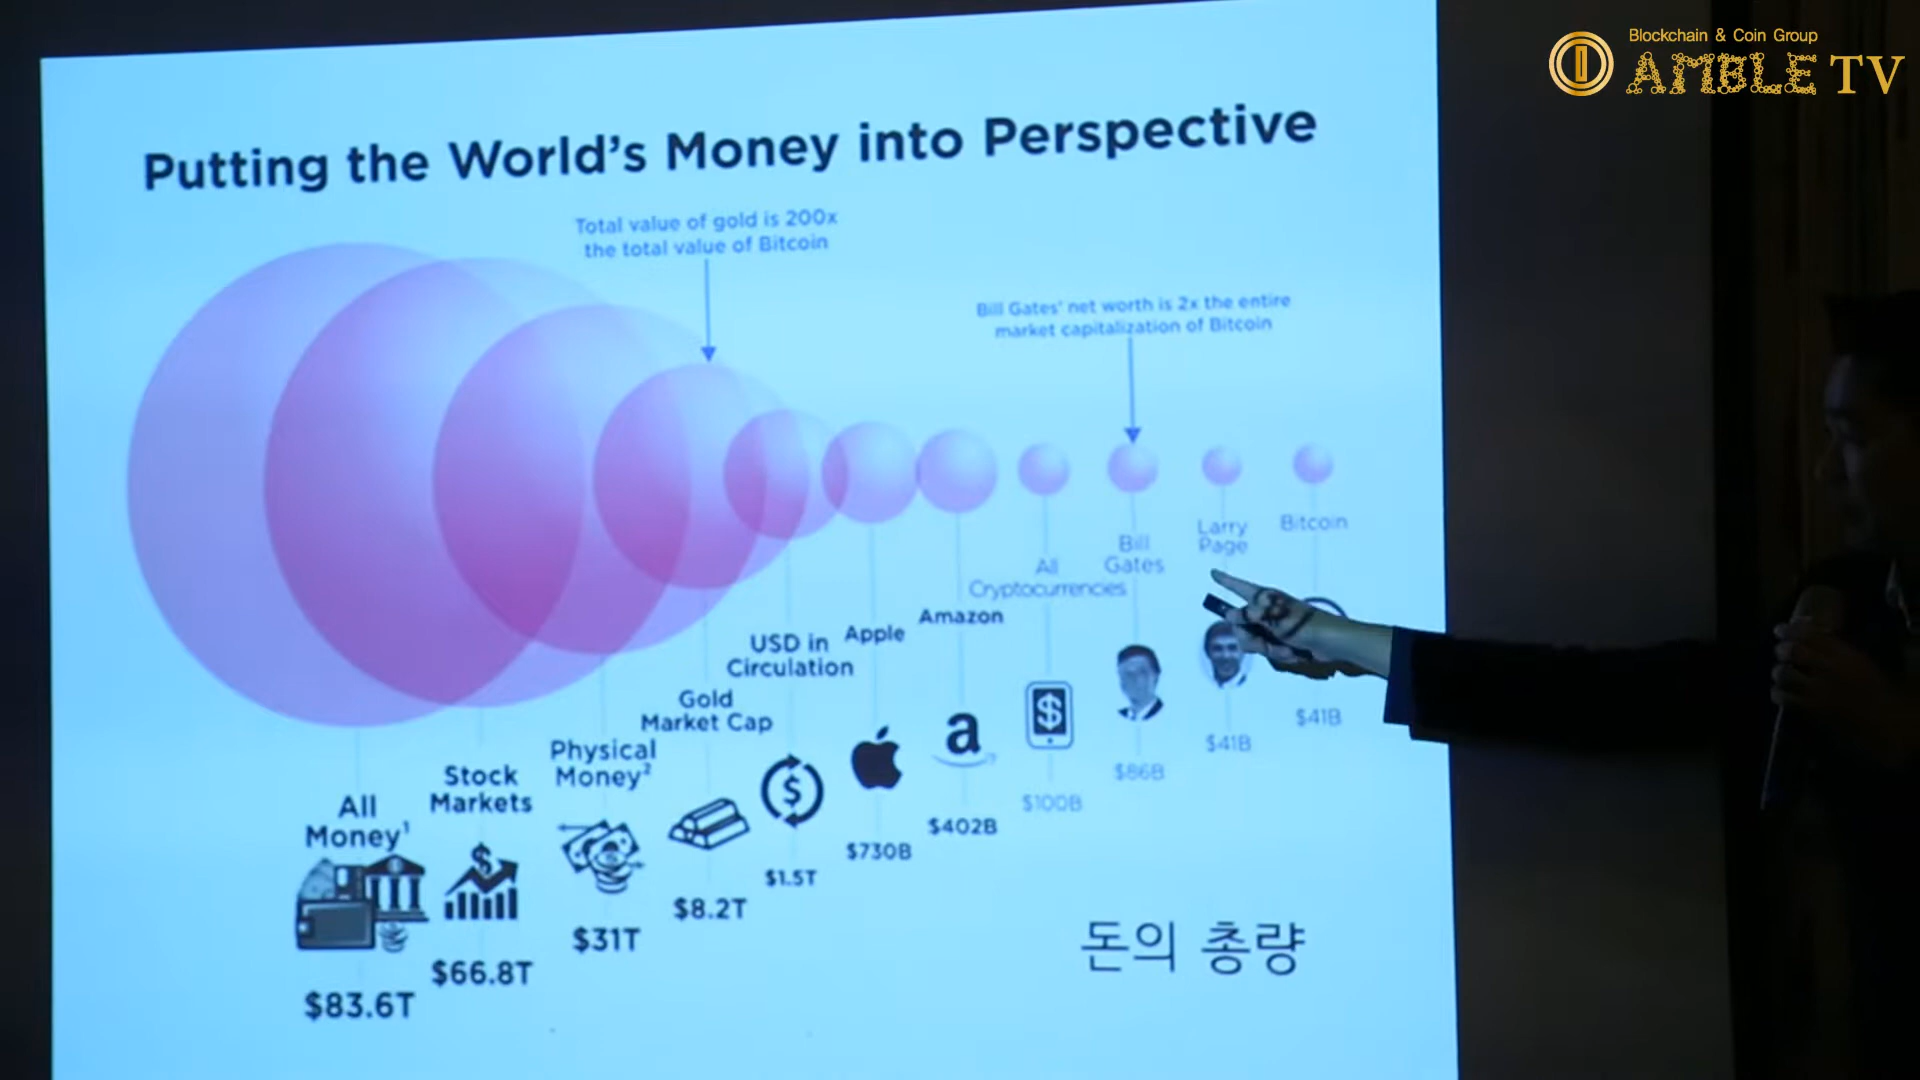 Blockchain & Coin Group
AMBLE TV
Putting the World's Money into Perspective
Total value of gold is 200x
the total value of Bitcoin
Bill Gates' net worth is 2x the entire
market capitalization of Bitcoin
All
Money¹
$83.6T
Stock
Markets
$66.8T
Physical
Money²
$31T
Gold
Market Cap
$8.2T
USD in
Circulation
$1.5T
Apple
$730B
Amazon
a
$402B
All
Cryptocurrencies
$100B
Bill
Gates
$86B
Larry
Page
$41B
Bitcoin
$41B
돈의 총량